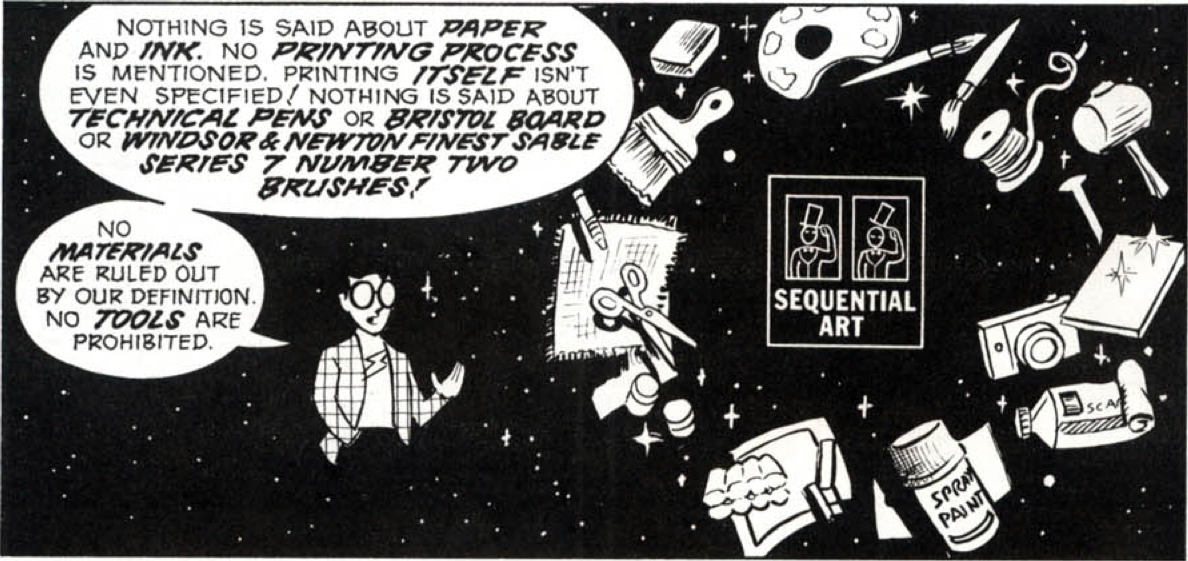 NOTHING IS SAID ABOUT PAPER
AND INK. NO PRINTING PROCESS
IS MENTIONED. PRINTING ITSELF ISN'T
EVEN SPECIFIED! NOTHING IS SAID ABOUT
TECHNICAL PENS OR BRISTOL BOARD
OR WINDSOR & NEWTON FINEST SABLE
SERIES 7 NUMBER TWO
BRUSHES!
NO
MATERIALS
ARE RULED OUT
BY OUR DEFINITION.
NO TOOLS ARE
PROHIBITED.
SEQUENTIAL
ART
SPRAY
PAINT